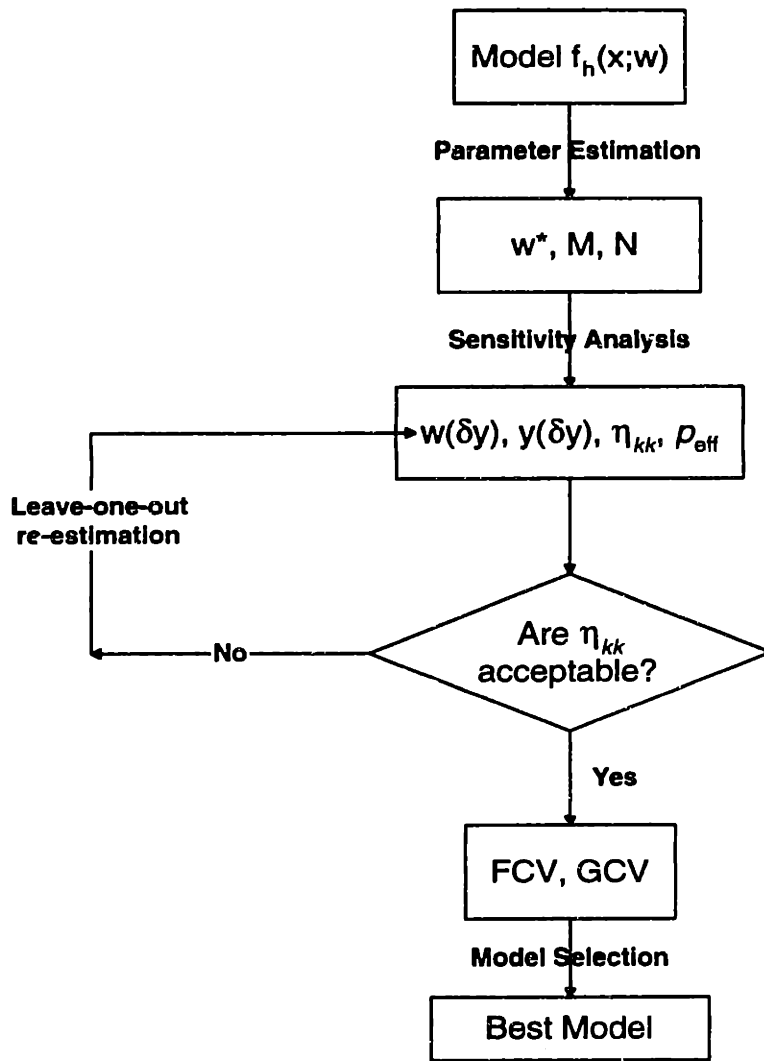 Model f_h(x;w)
Parameter Estimation
w*, M, N
Sensitivity Analysis
w(δy), y(δy), η_kk, p_eff
Leave-one-out
re-estimation
Are η_kk
acceptable?
No
Yes
FCV, GCV
Model Selection
Best Model